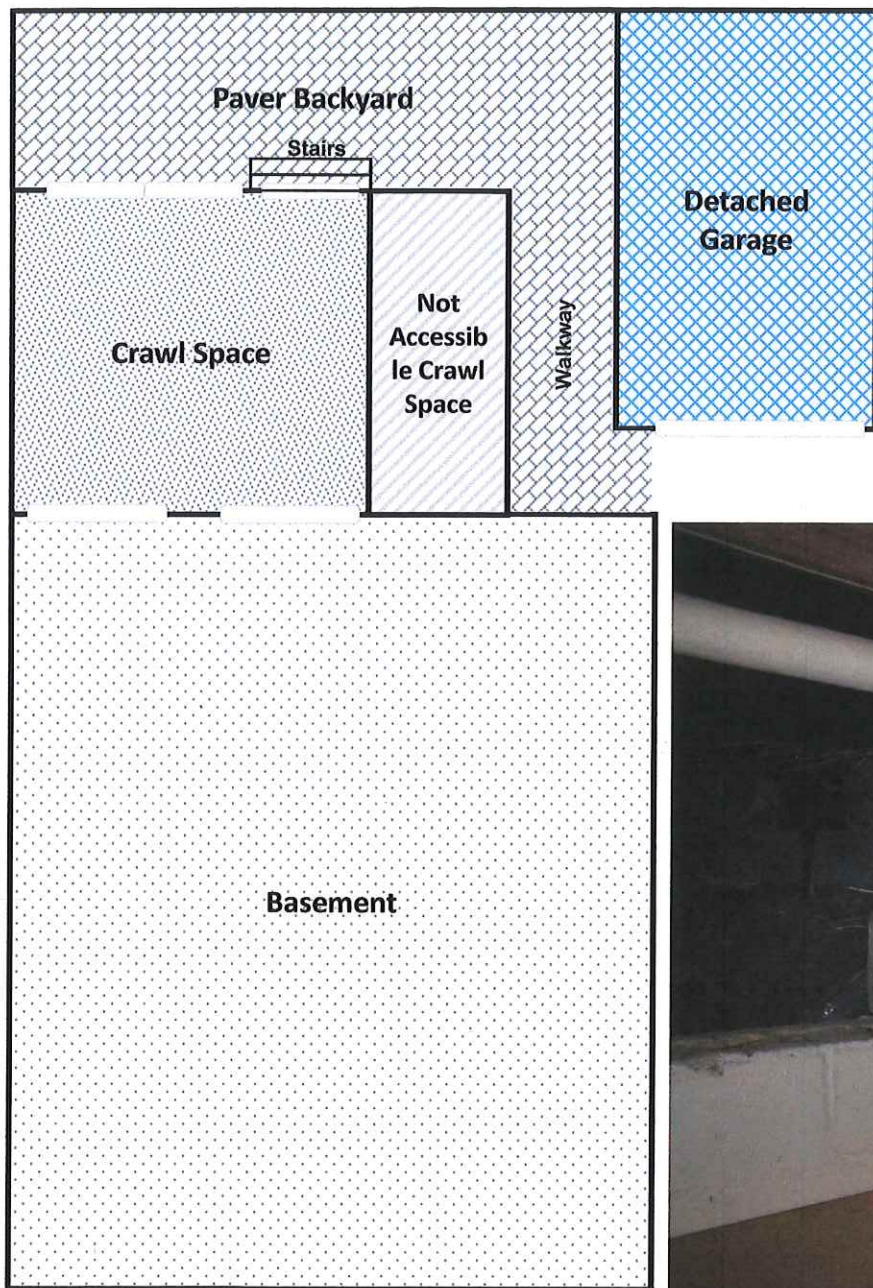 Paver Backyard
Stairs
Detached
Garage
Crawl Space
Not
Accessib
le Crawl
Space
Walkway
Basement